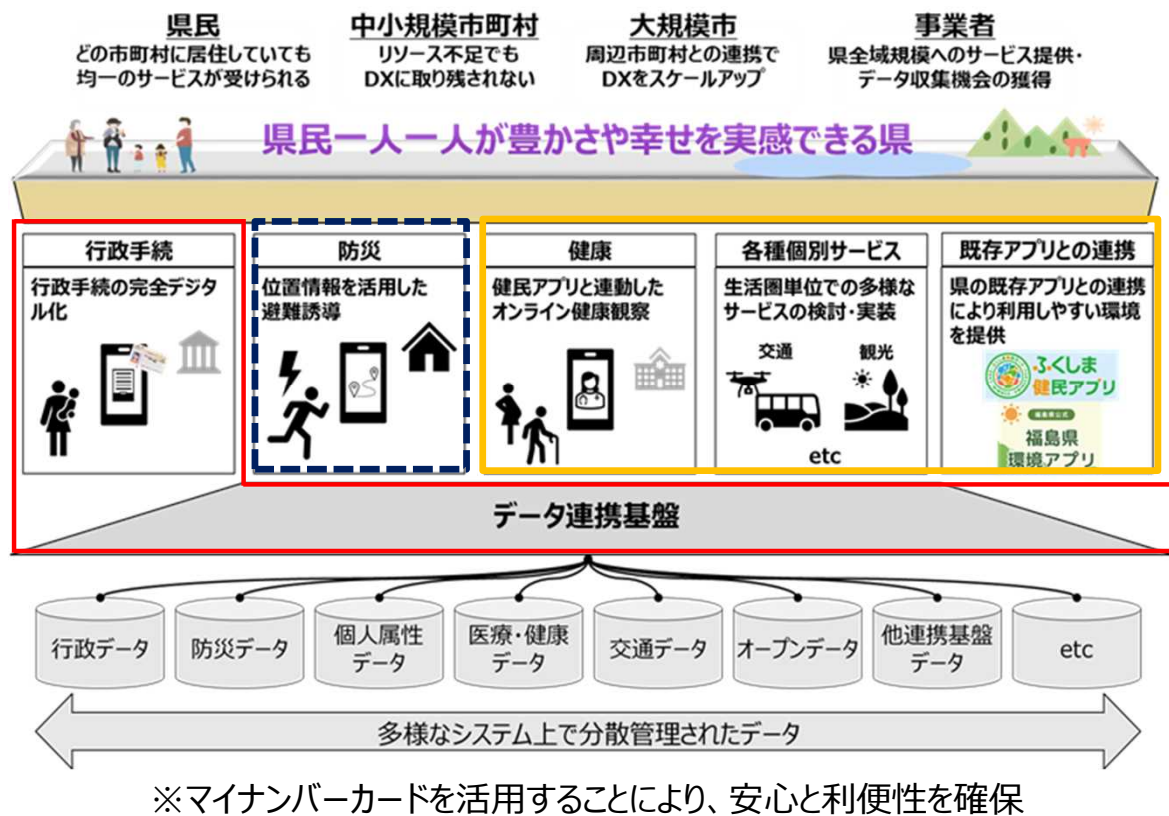 県民
どの市町村に居住していても
均一のサービスが受けられる
中小規模市町村
リソース不足でも
DXに取り残されない
大規模市
周辺市町村との連携で
DXをスケールアップ
事業者
県全域規模へのサービス提供・
データ収集機会の獲得
県民一人一人が豊かさや幸せを実感できる県
行政手続
行政手続の完全デジタ
ル化
防災
位置情報を活用した
避難誘導
健康
健民アプリと連動した
オンライン健康観察
各種個別サービス
生活圏単位での多様な
サービスの検討・実装
交通
観光
etc
既存アプリとの連携
県の既存アプリとの連携
により利用しやすい環境
を提供
ふくしま
健民アプリ
福島県公式
福島県
環境アプリ
データ連携基盤
行政データ
防災データ
個人属性
データ
医療・健康
データ
交通データ
オープンデータ
他連携基盤
データ
etc
多様なシステム上で分散管理されたデータ
※マイナンバーカードを活用することにより、安心と利便性を確保